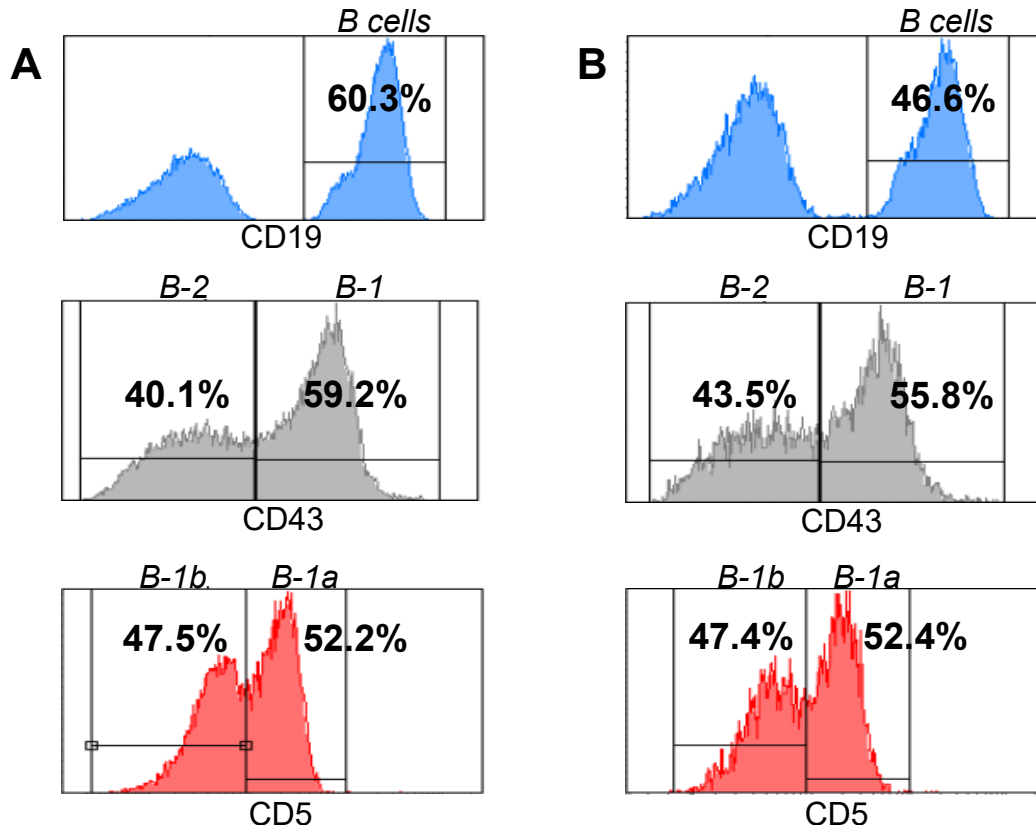 A
B cells
60.3%
CD19
B-2
B-1
40.1%
59.2%
CD43
B-1b
B-1a
47.5%
52.2%
CD5
B
B cells
46.6%
CD19
B-2
B-1
43.5%
55.8%
CD43
B-1b
B-1a
47.4%
52.4%
CD5